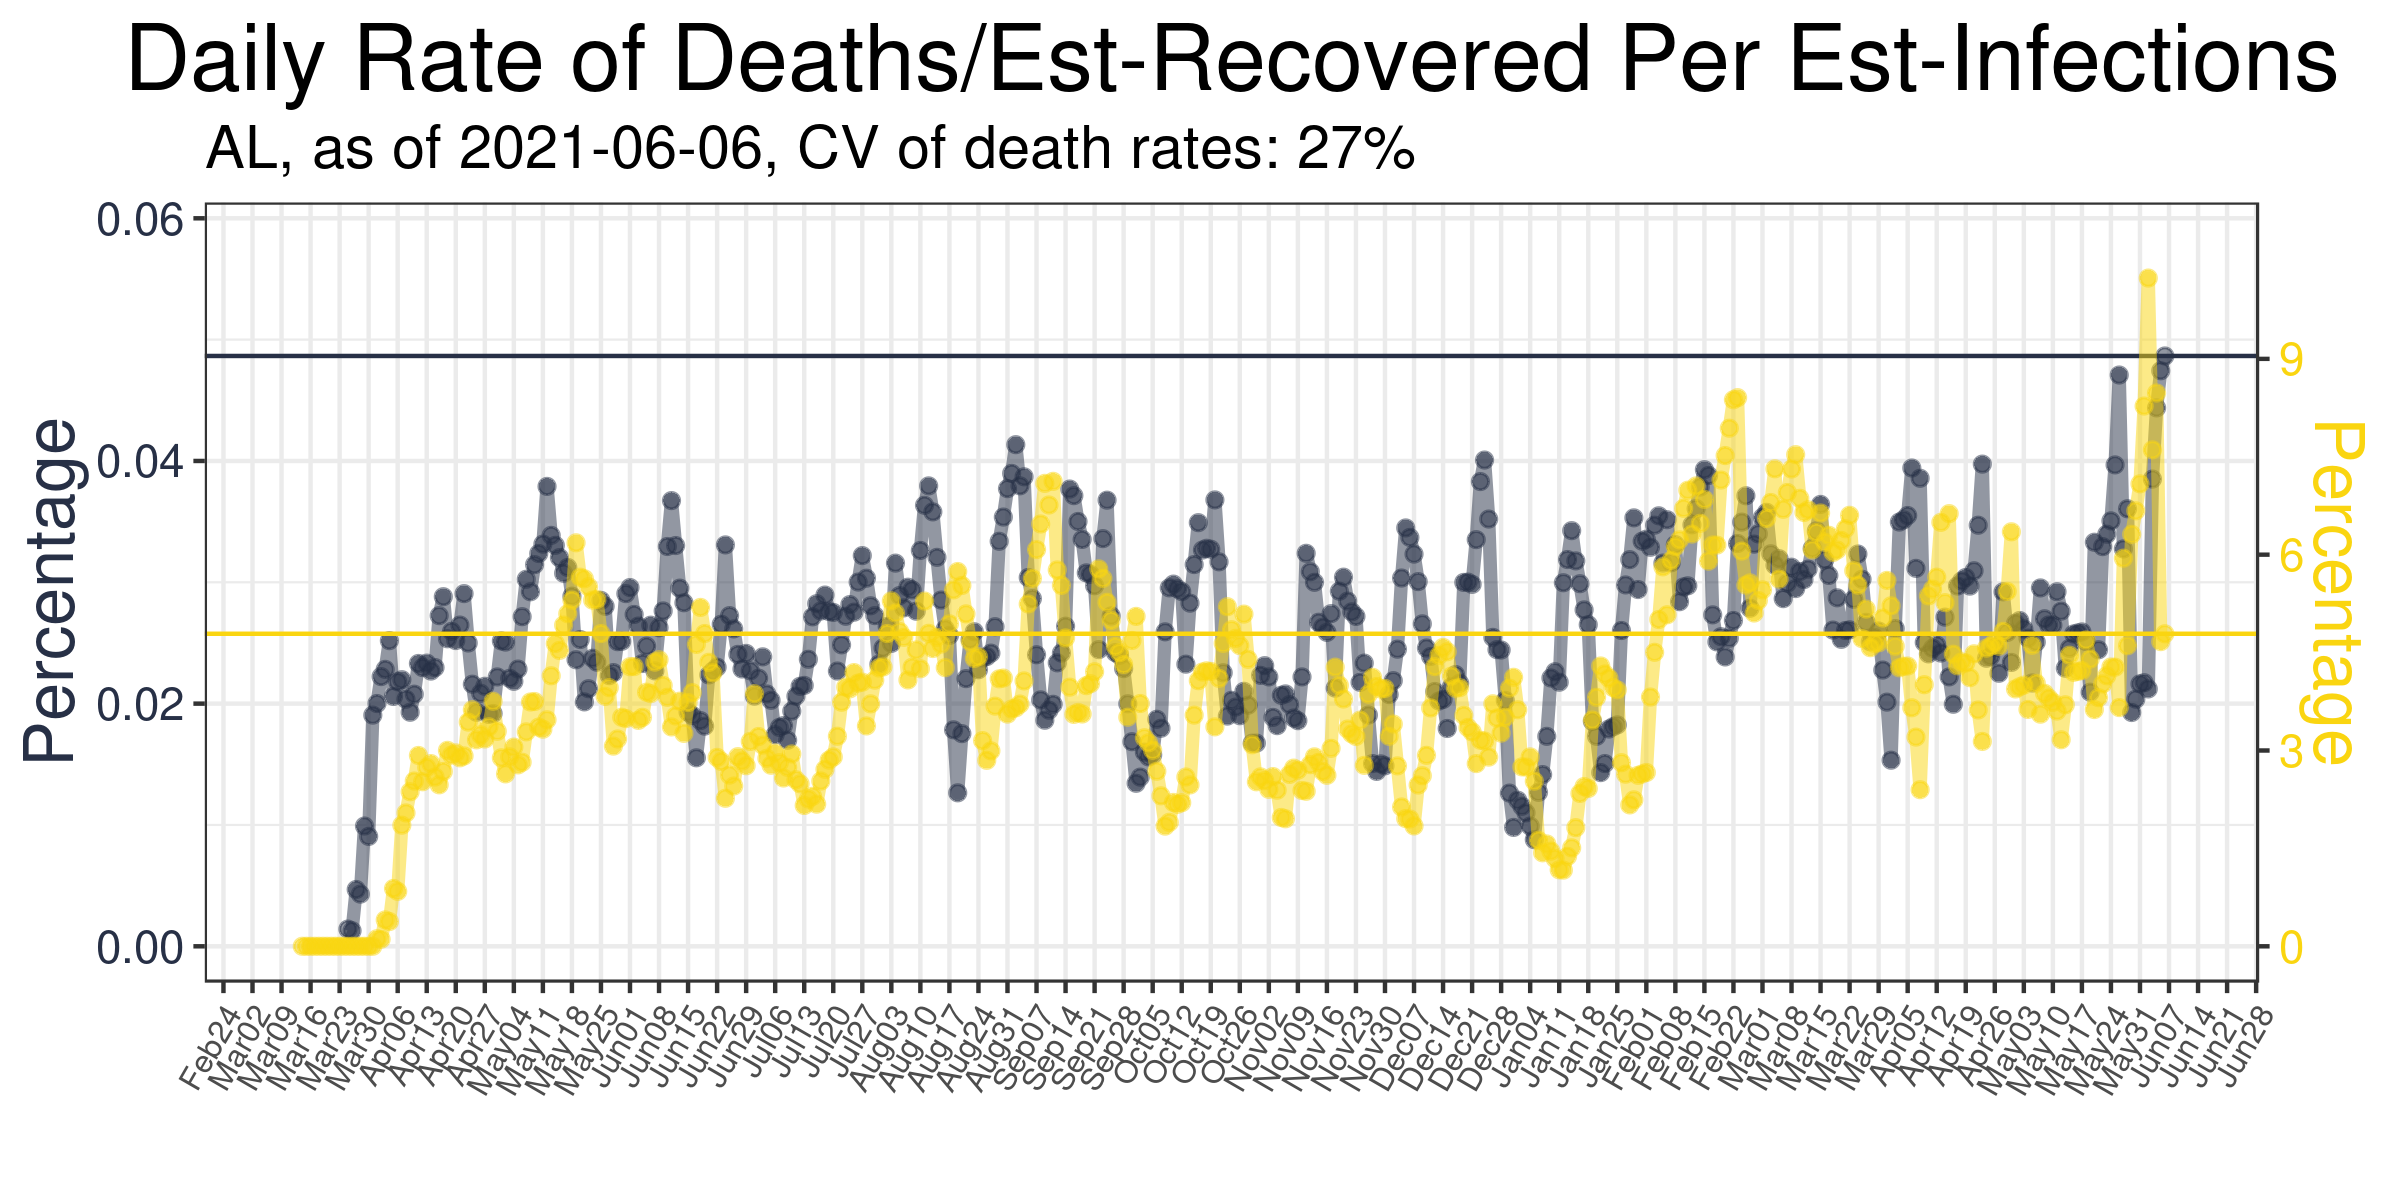 Daily Rate of Deaths/Est-Recovered Per Est-Infections
AL, as of 2021-06-06, CV of death rates: 27%
Percentage
0.06
0.04
0.02
0.00
9
6
3
0
Percentage
Feb24
Mar02
Mar09
Mar16
Mar23
Mar30
Apr06
Apr13
Apr20
Apr27
May04
May11
May18
May25
Jun01
Jun08
Jun15
Jun22
Jun29
Jul06
Jul13
Jul20
Jul27
Aug03
Aug10
Aug17
Aug24
Aug31
Sep07
Sep14
Sep21
Sep28
Oct05
Oct12
Oct19
Oct26
Nov02
Nov09
Nov16
Nov23
Nov30
Dec07
Dec14
Dec21
Dec28
Jan04
Jan11
Jan18
Jan25
Feb01
Feb08
Feb15
Feb22
Mar01
Mar08
Mar15
Mar22
Mar29
Apr05
Apr12
Apr19
Apr26
May03
May10
May17
May24
May31
Jun07
Jun14
Jun21
Jun28